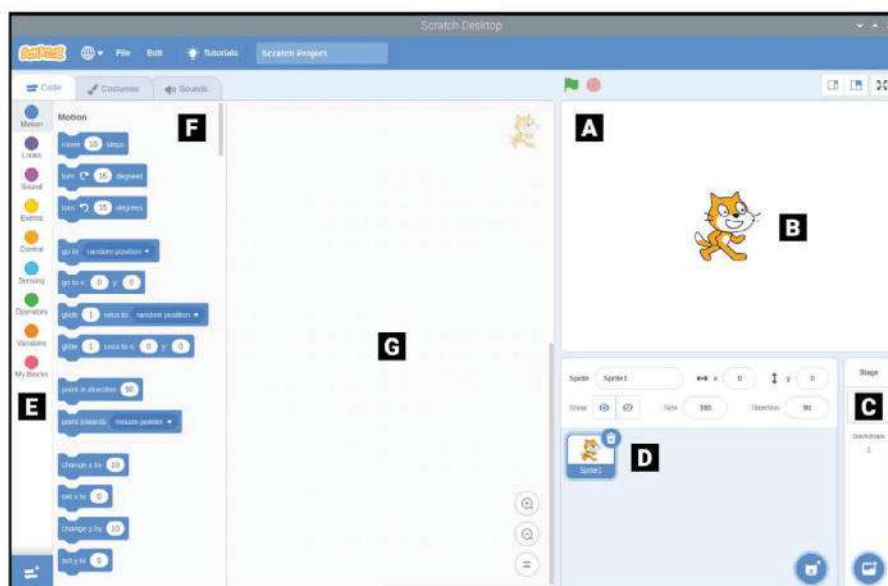 Scratch Desktop
SCRATCH File Edit Tutorials Scratch Project
Code Costumes Sounds
Motion
Looks
Sound
Events
Control
Sensing
Operators
Variables
My Blocks
E
Motion
F
move 10 steps
turn 15 degrees
turn 15 degrees
go to random position
go to x: 0 y: 0
glide 1 secs to random position
glide 1 secs to x: 0 y: 0
point in direction 90
point towards mouse-pointer
change x by 10
set x to 0
change y by 10
set y to 0
G
A
B
Sprite Sprite1 x 0 y 0
Show Size 100 Direction 90
Sprite1
D
Stage
C
Backdrops
1